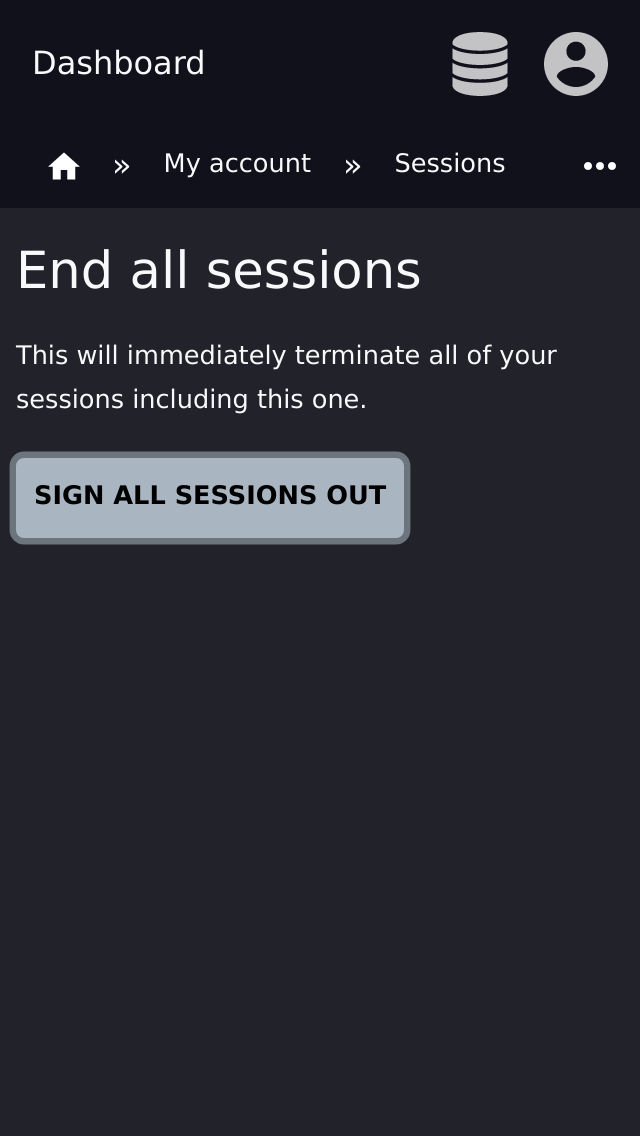 Dashboard
» My account » Sessions
End all sessions
This will immediately terminate all of your
sessions including this one.
SIGN ALL SESSIONS OUT